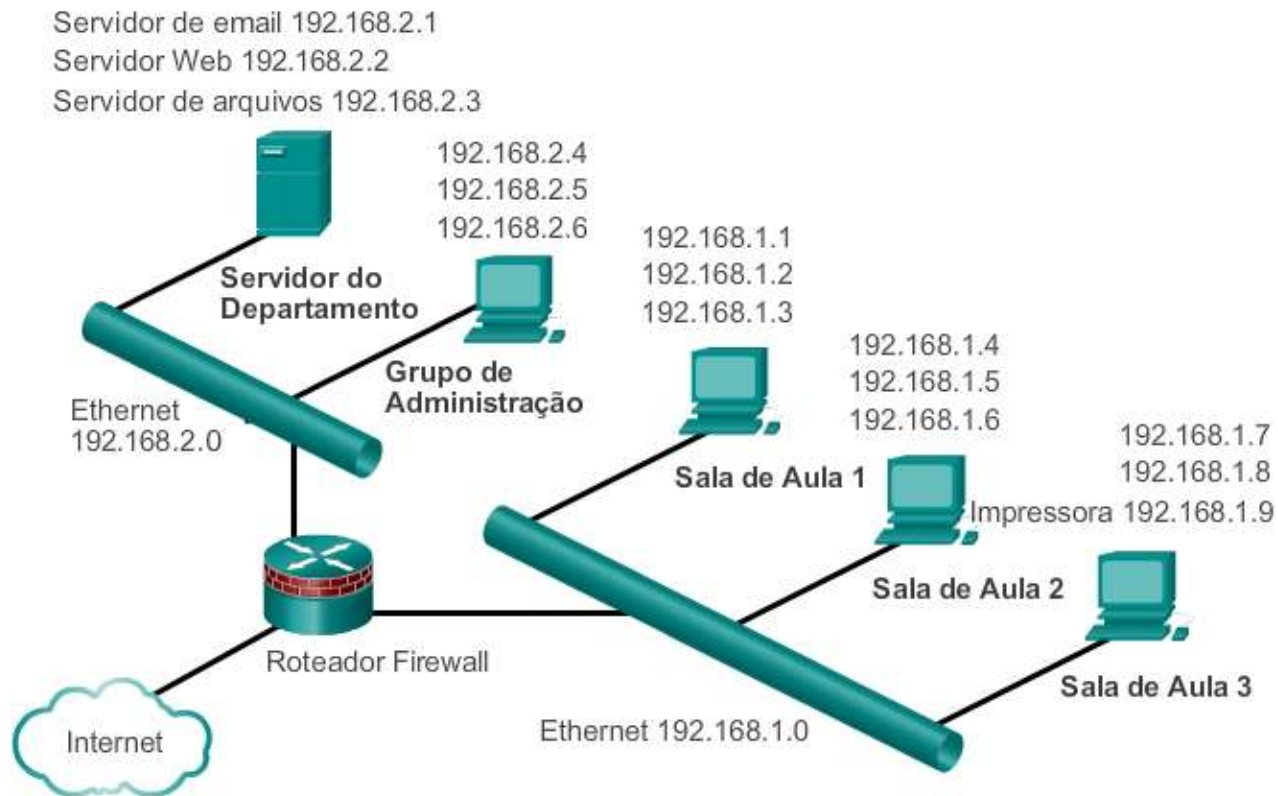 Servidor de email 192.168.2.1
Servidor Web 192.168.2.2
Servidor de arquivos 192.168.2.3
192.168.2.4
192.168.2.5
192.168.2.6
Servidor do
Departamento
Grupo de
Administração
Ethernet
192.168.2.0
192.168.1.1
192.168.1.2
192.168.1.3
Sala de Aula 1
192.168.1.4
192.168.1.5
192.168.1.6
Sala de Aula 2
192.168.1.7
192.168.1.8
Impressora 192.168.1.9
Sala de Aula 3
Roteador Firewall
Ethernet 192.168.1.0
Internet